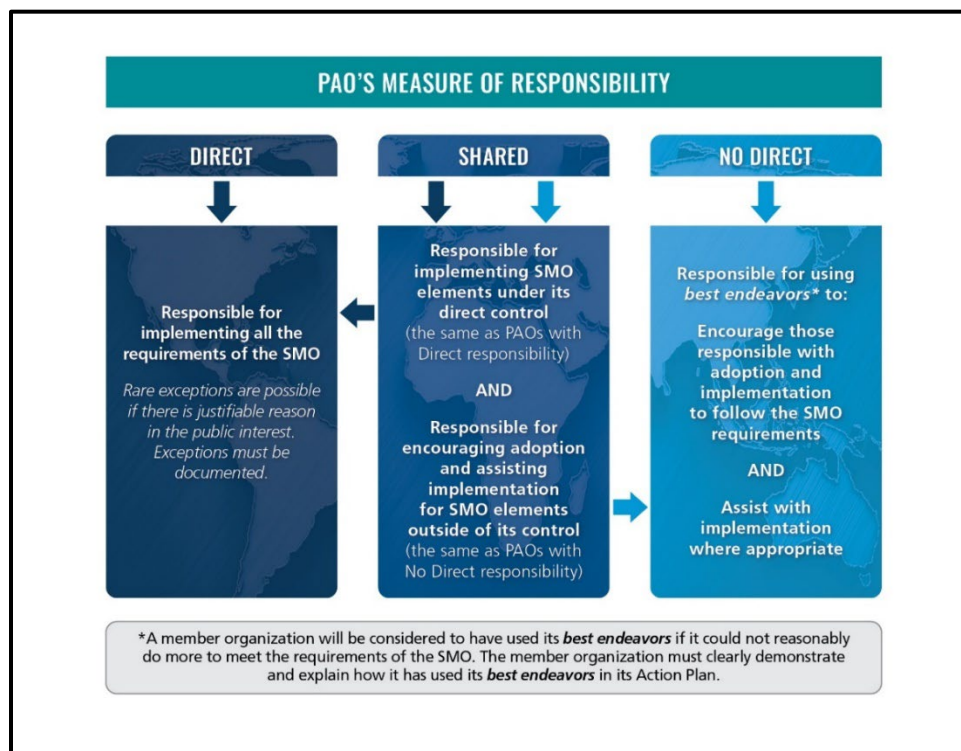 PAO'S MEASURE OF RESPONSIBILITY
DIRECT
Responsible for
implementing all the
requirements of the SMO
Rare exceptions are possible
if there is justifiable reason
in the public interest.
Exceptions must be
documented.
SHARED
Responsible for
implementing SMO
elements under its
direct control
(the same as PAOs with
Direct responsibility)
AND
Responsible for
encouraging adoption
and assisting
implementation
for SMO elements
outside of its control
(the same as PAOs with
No Direct responsibility)
NO DIRECT
Responsible for using
best endeavors* to:
Encourage those
responsible with
adoption and
implementation
to follow the SMO
requirements
AND
Assist with
implementation
where appropriate
*A member organization will be considered to have used its best endeavors if it could not reasonably
do more to meet the requirements of the SMO. The member organization must clearly demonstrate
and explain how it has used its best endeavors in its Action Plan.